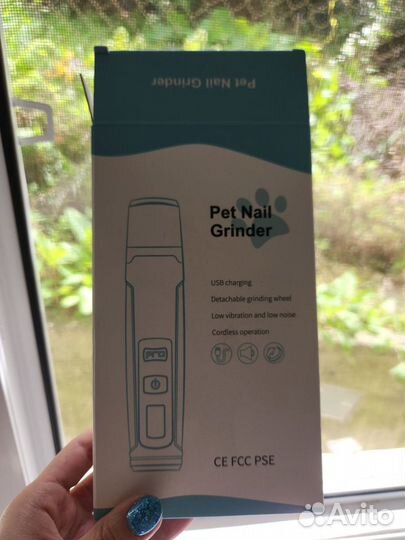 Pet Nail Grinder
Pet Nail
Grinder
USB charging
Detachable grinding wheel
Low vibration and low noise
Cordless operation
PRO
CE FCC PSE
Avito